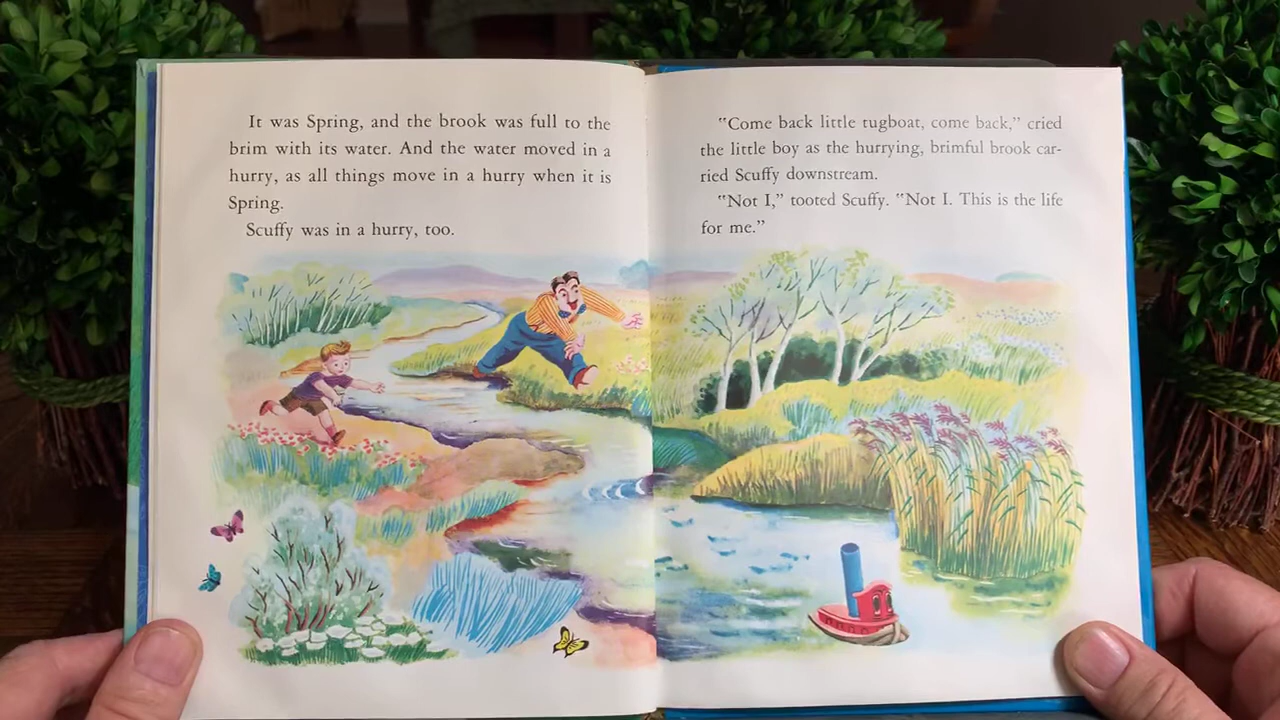 It was Spring, and the brook was full to the
brim with its water. And the water moved in a
hurry, as all things move in a hurry when it is
Spring.
Scuffy was in a hurry, too.
"Come back little tugboat, come back," cried
the little boy as the hurrying, brimful brook car-
ried Scuffy downstream.
"Not I," tooted Scuffy. "Not I. This is the life
for me."